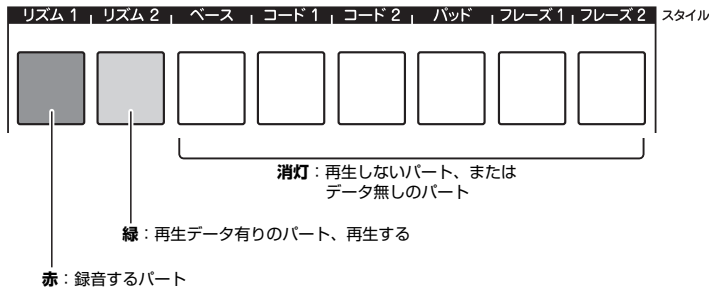 リズム 1 リズム 2 ベース コード 1 コード 2 パッド フレーズ 1 フレーズ 2 スタイル
消灯：再生しないパート、または
データ無しのパート
緑：再生データ有りのパート、再生する
赤：録音するパート